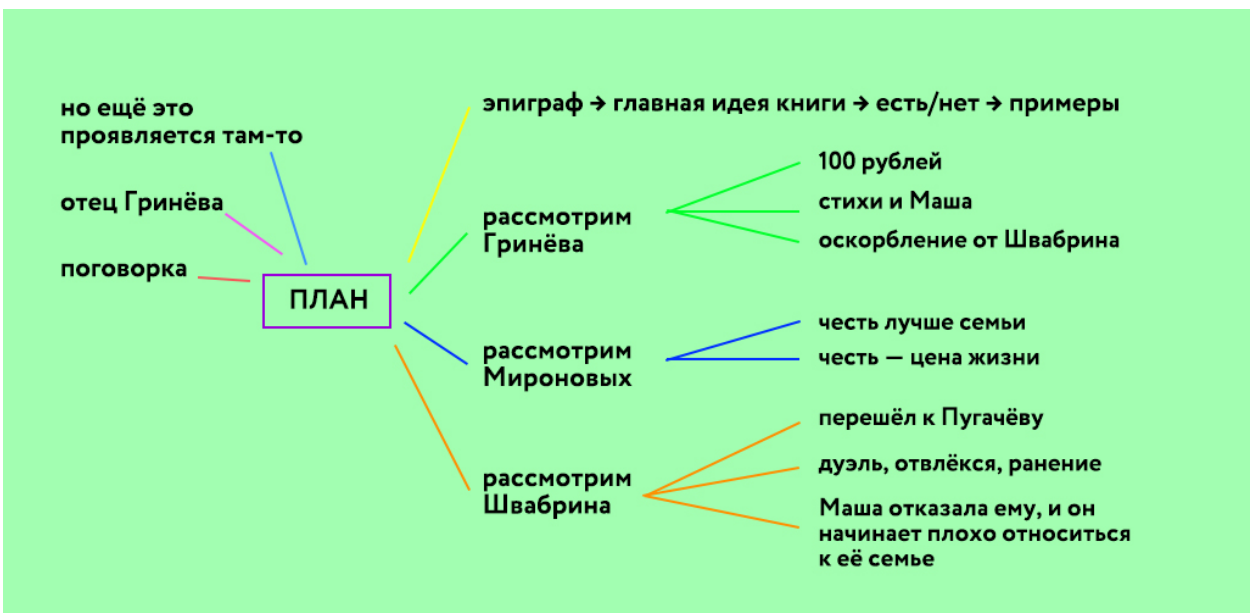 но ещё это
проявляется там-то
отец Гринёва
поговорка
ПЛАН
эпиграф → главная идея книги → есть/нет → примеры
рассмотрим
Гринёва
100 рублей
стихи и Маша
оскорбление от Швабрина
рассмотрим
Мироновых
честь лучше семьи
честь — цена жизни
рассмотрим
Швабрина
перешёл к Пугачёву
дуэль, отвлёкся, ранение
Маша отказала ему, и он
начинает плохо относиться
к её семье